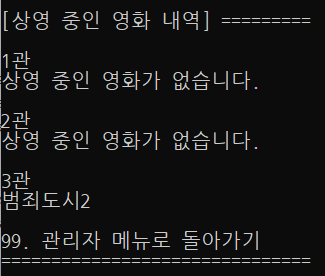 [상영 중인 영화 내역] =========
1관
상영 중인 영화가 없습니다.
2관
상영 중인 영화가 없습니다.
3관
범죄도시2
99. 관리자 메뉴로 돌아가기
===============================